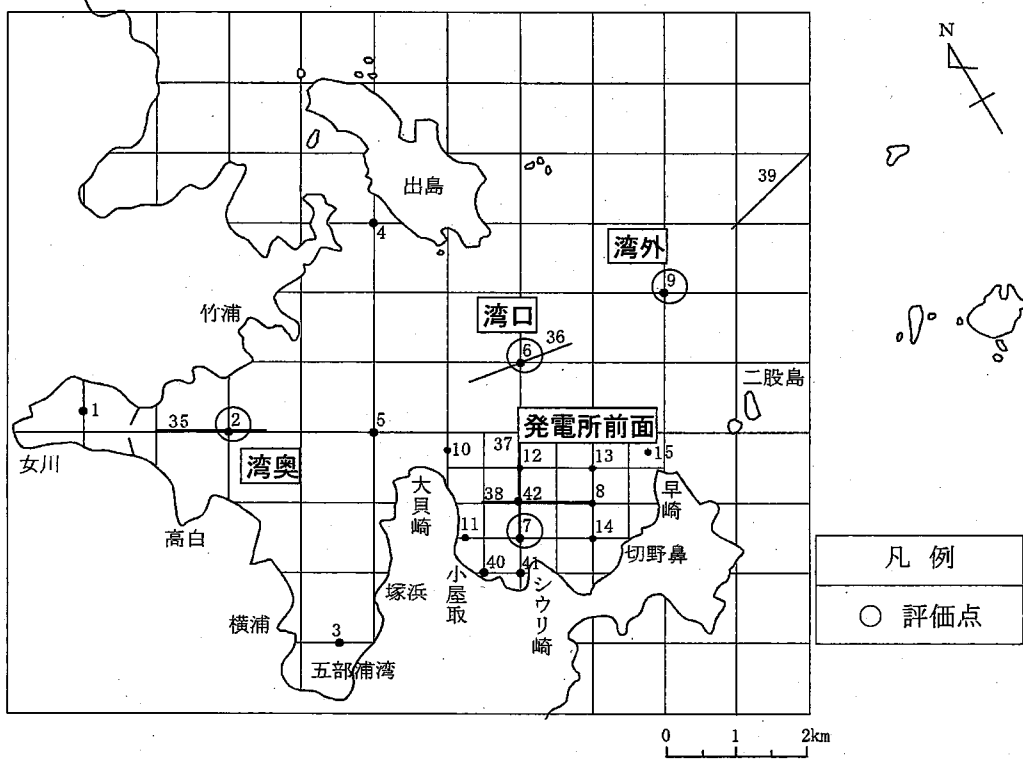 N
39
出島
4
湾外
9
竹浦
湾口
36
6
二股島
1
35
2
5
発電所前面
10
37
12
13
15
女川
湾奥
大貝崎
38
42
8
早崎
高白
11
7
14
切野鼻
凡例
40
41
小屋取
シウリ崎
塚浜
○ 評価点
横浦
3
五部浦湾
0 1 2km